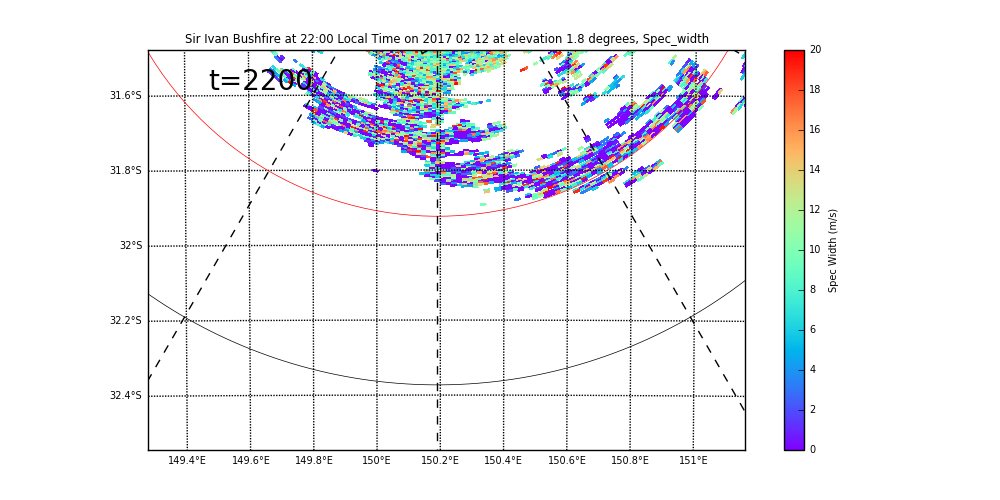 Sir Ivan Bushfire at 22:00 Local Time on 2017 02 12 at elevation 1.8 degrees, Spec_width
t=2200
31.6°S
31.8°S
32°S
32.2°S
32.4°S
149.4°E 149.6°E 149.8°E 150°E 150.2°E 150.4°E 150.6°E 150.8°E 151°E
20
18
16
14
12
10
8
6
4
2
0
Spec Width (m/s)